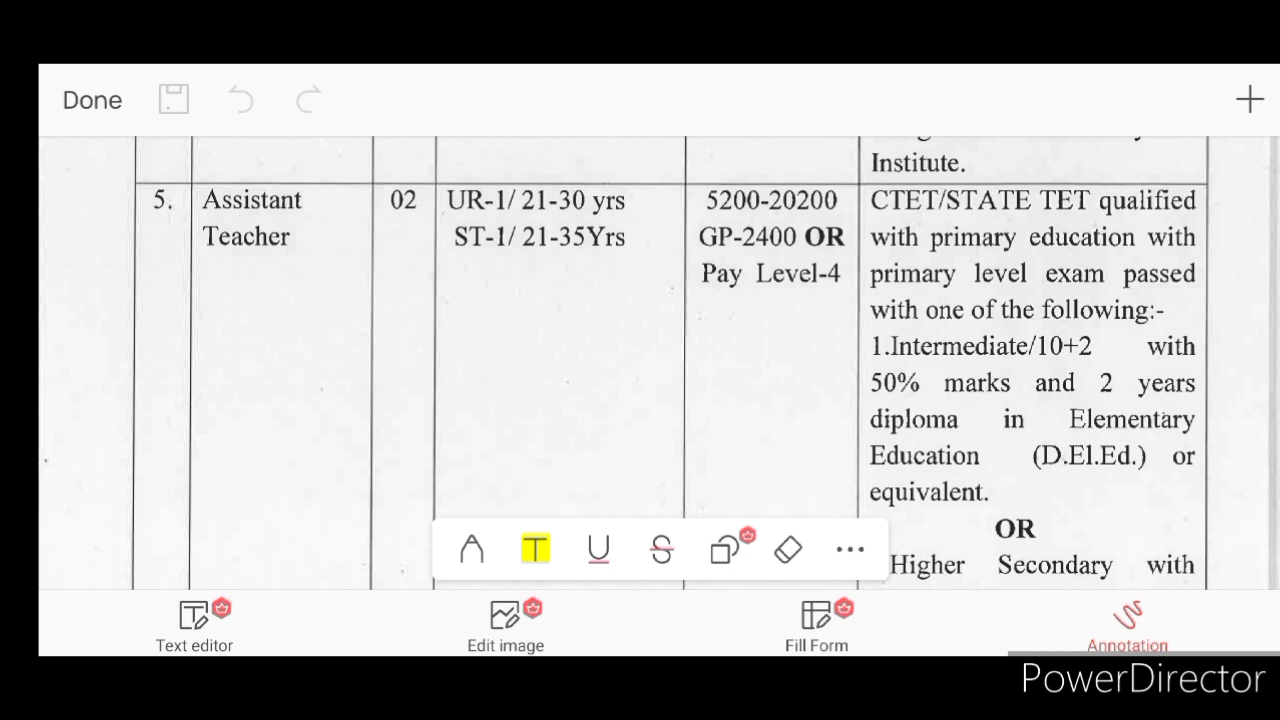 Done
Institute.
5. Assistant 02 UR-1/ 21-30 yrs 5200-20200 CTET/STATE TET qualified
Teacher ST-1/ 21-35Yrs GP-2400 OR with primary education with
Pay Level-4 primary level exam passed
with one of the following:-
1.Intermediate/10+2 with
50% marks and 2 years
diploma in Elementary
Education (D.El.Ed.) or
equivalent.
OR
Higher Secondary with
Text editor Edit image Fill Form Annotation
PowerDirector